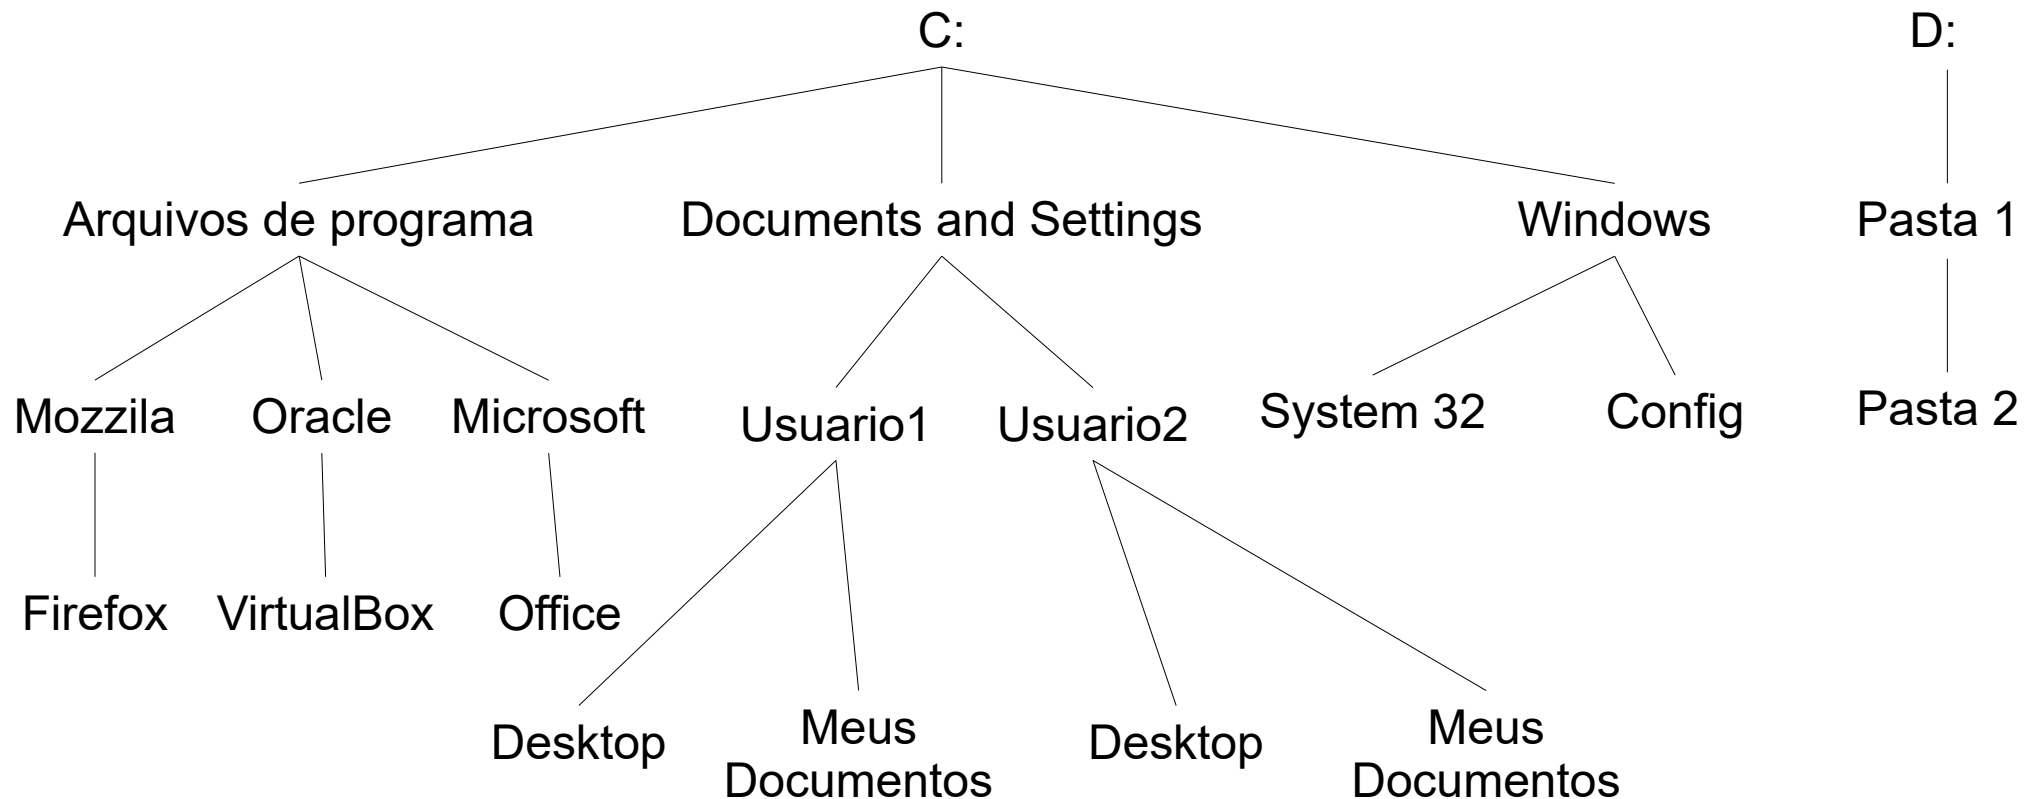 C:
D:
Arquivos de programa
Documents and Settings
Windows
Pasta 1
Mozzila
Oracle
Microsoft
Usuario1
Usuario2
System 32
Config
Pasta 2
Firefox
VirtualBox
Office
Desktop
Meus
Documentos
Desktop
Meus
Documentos